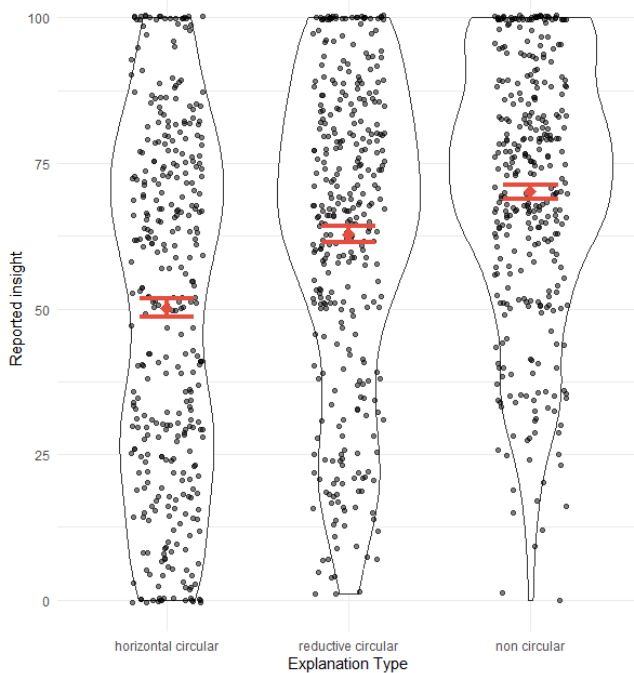 100
75
50
25
0
Reported insight
horizontal circular
reductive circular
non circular
Explanation Type